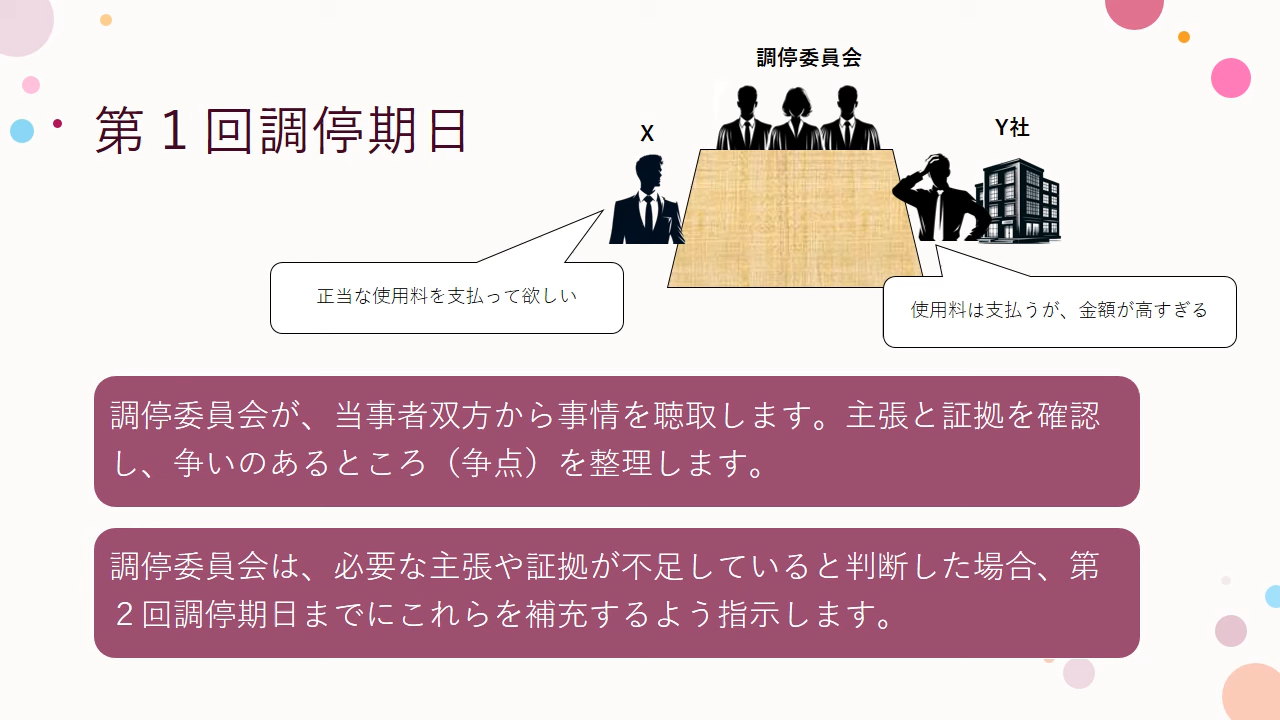 第１回調停期日
調停委員会
X
Y社
正当な使用料を支払って欲しい
使用料は支払うが、金額が高すぎる
調停委員会が、当事者双方から事情を聴取します。主張と証拠を確認
し、争いのあるところ（争点）を整理します。
調停委員会は、必要な主張や証拠が不足していると判断した場合、第
２回調停期日までにこれらを補充するよう指示します。